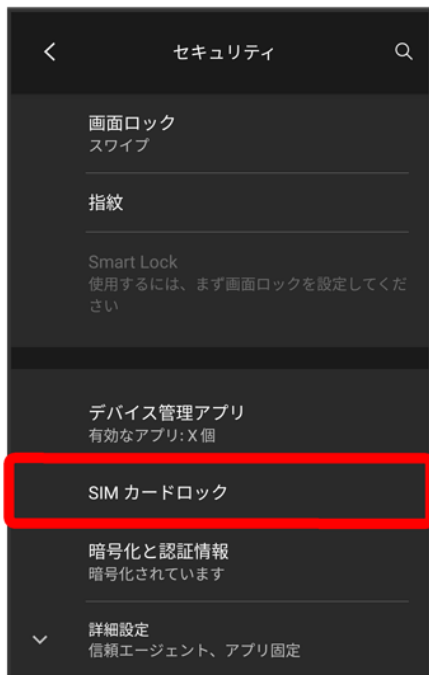 セキュリティ
画面ロック
スワイプ
指紋
Smart Lock
使用するには、まず画面ロックを設定してくだ
さい
デバイス管理アプリ
有効なアプリ: X 個
SIM カードロック
暗号化と認証情報
暗号化されています
詳細設定
信頼エージェント、アプリ固定